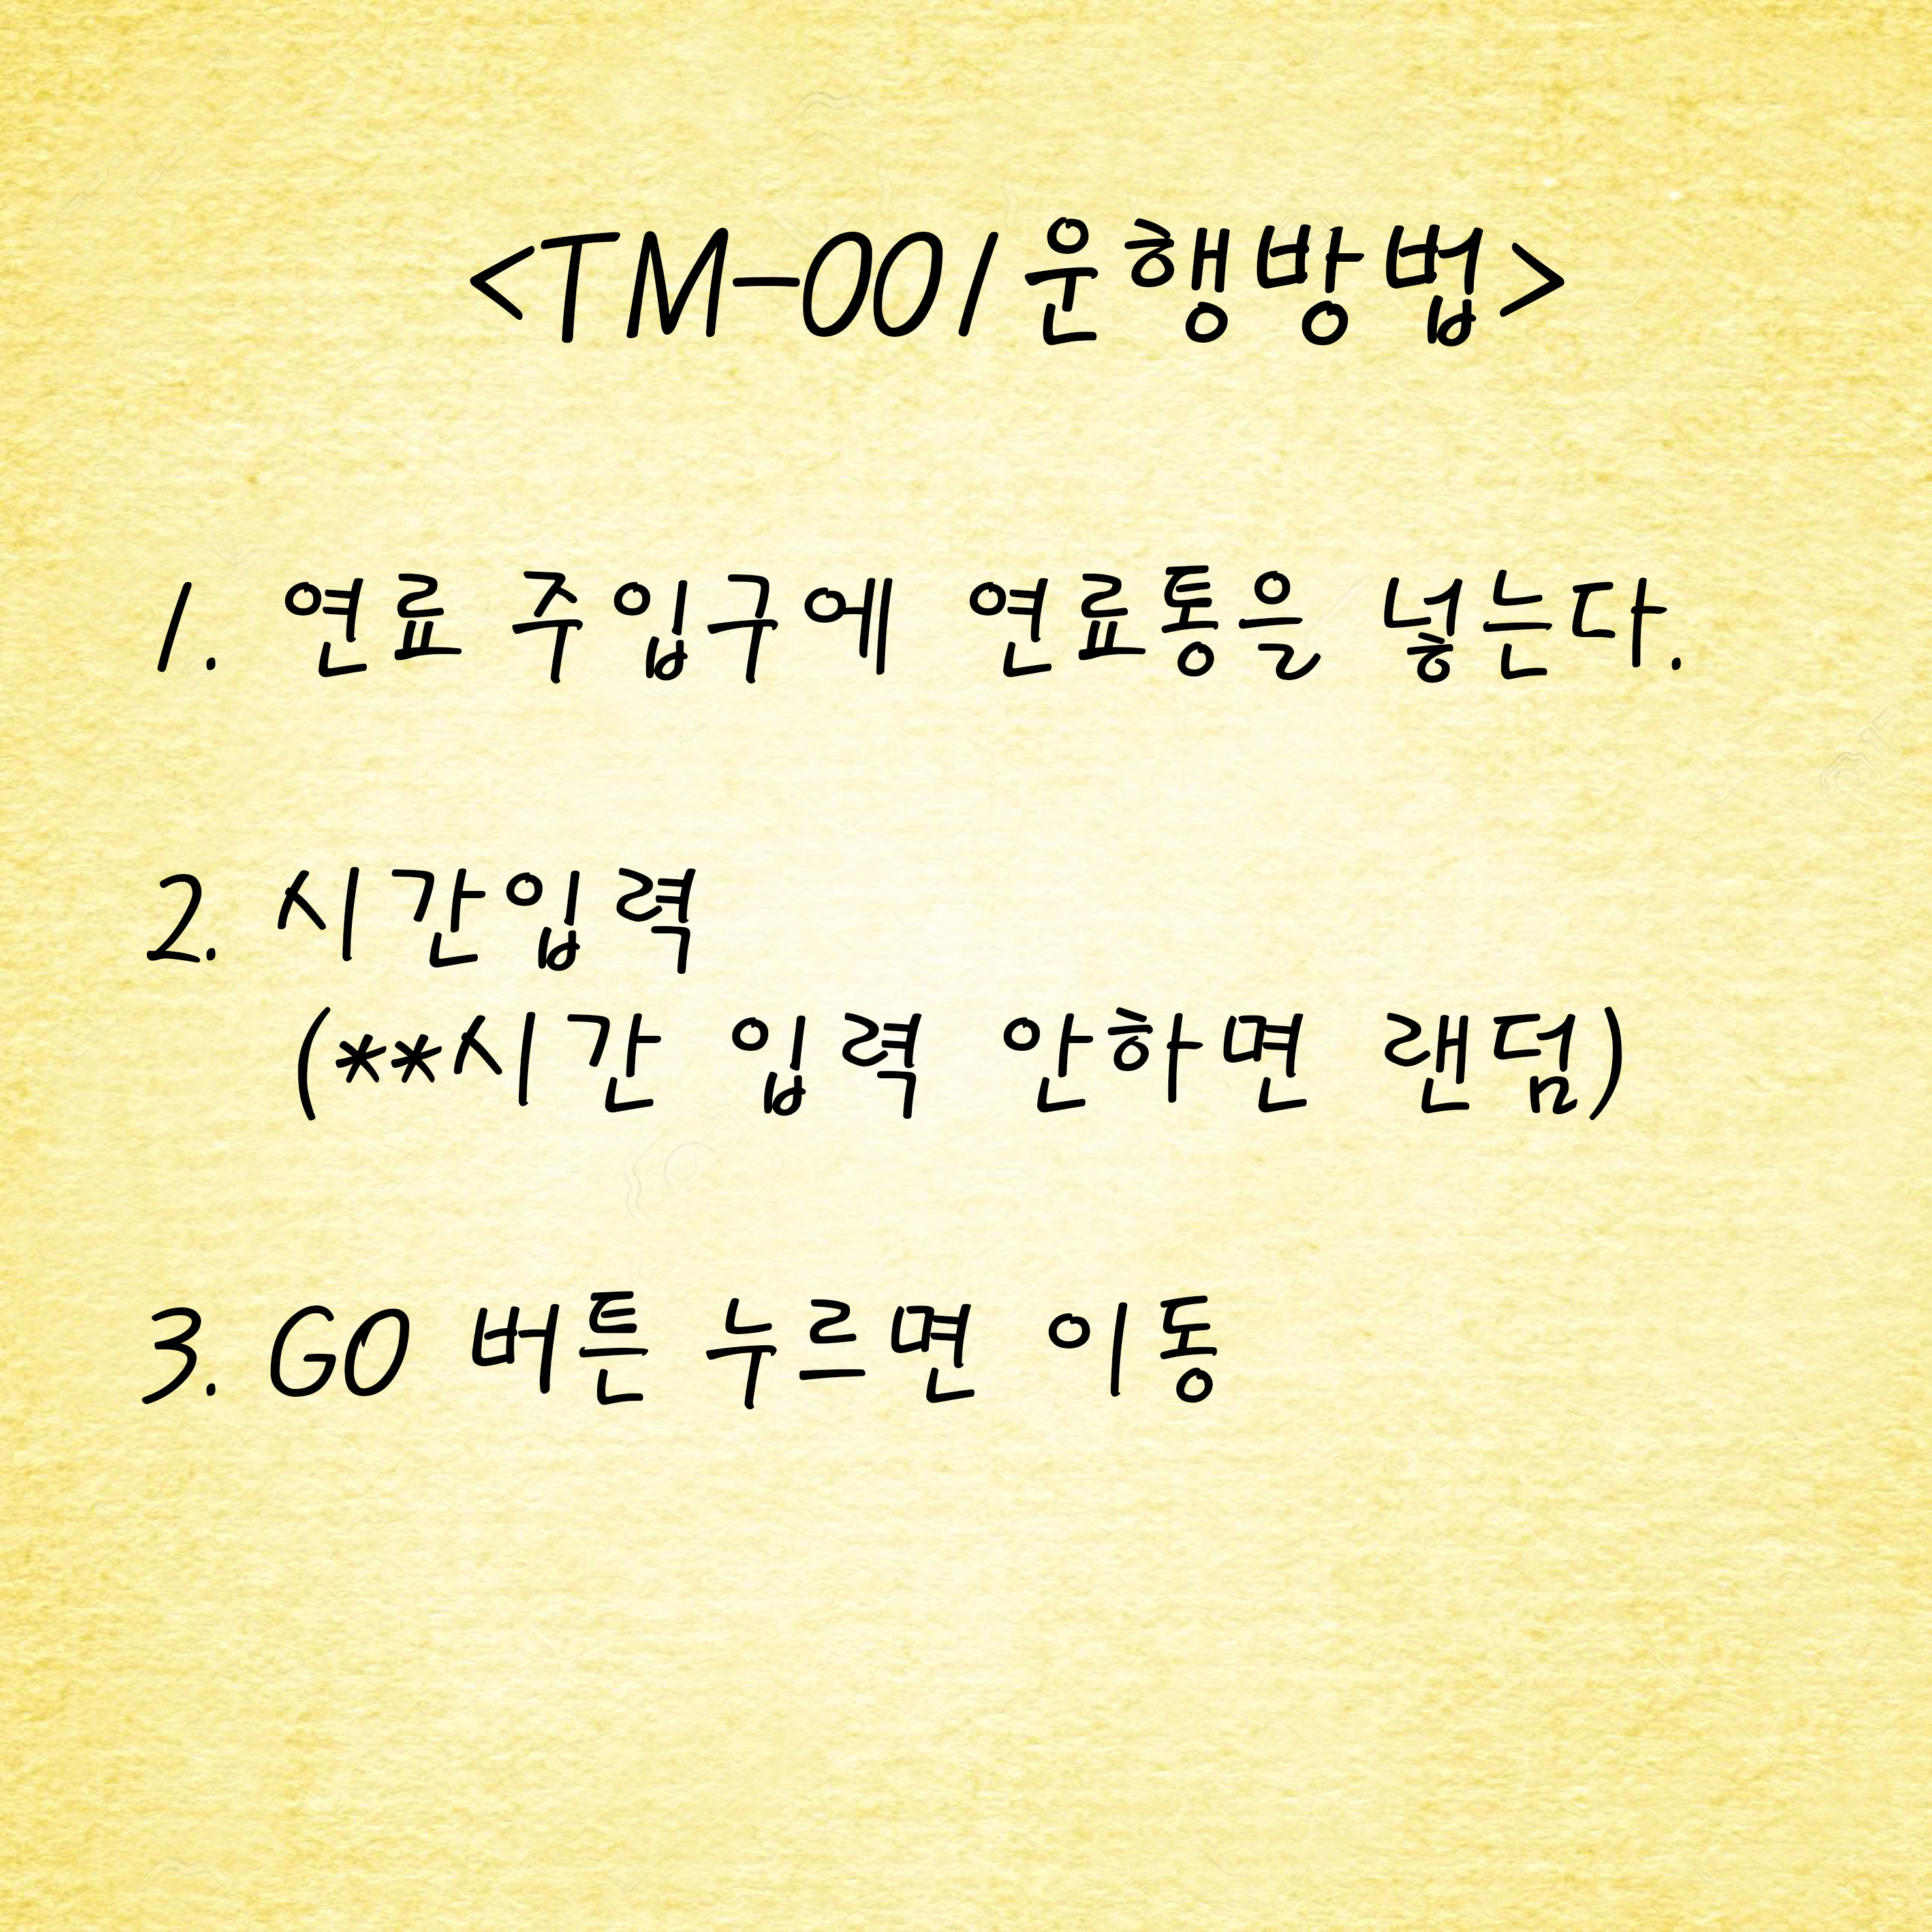 <TM-001운행방법>
1. 연료 주입구에 연료통을 넣는다.
2. 시간입력
(**시간 입력 안하면 랜덤)
3. GO 버튼 누르면 이동